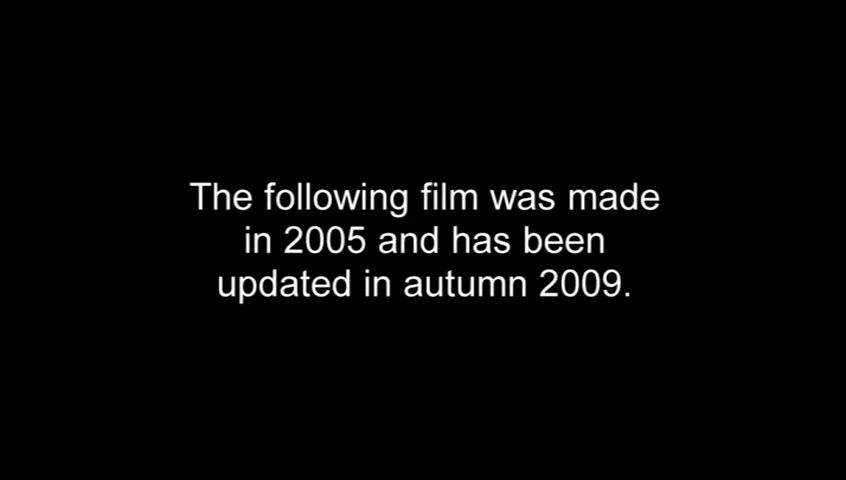 The following film was made
in 2005 and has been
updated in autumn 2009.